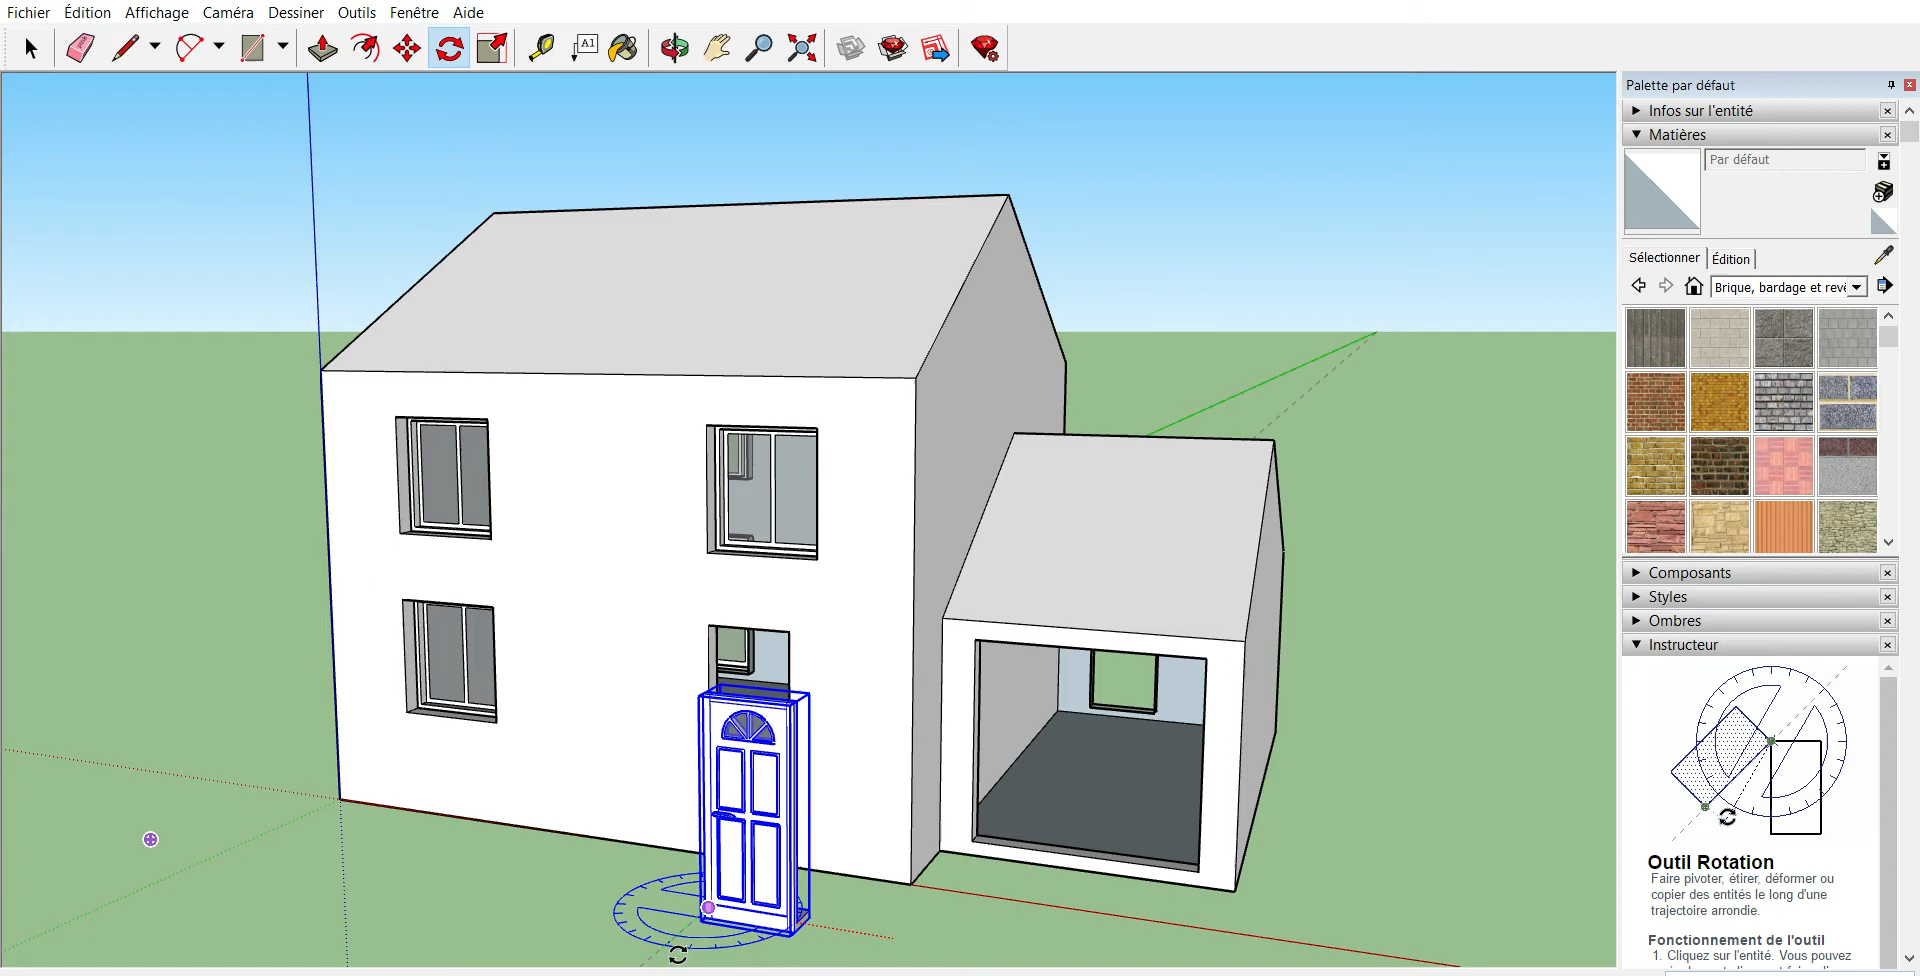 Fichier Édition Affichage Caméra Dessiner Outils Fenêtre Aide
A1
Palette par défaut
Infos sur l'entité
Matières
Par défaut
Sélectionner Édition
Brique, bardage et revê
Composants
Styles
Ombres
Instructeur
Outil Rotation
Faire pivoter, étirer, déformer ou
copier des entités le long d'une
trajectoire arrondie.
Fonctionnement de l'outil
1. Cliquez sur l'entité. Vous pouvez